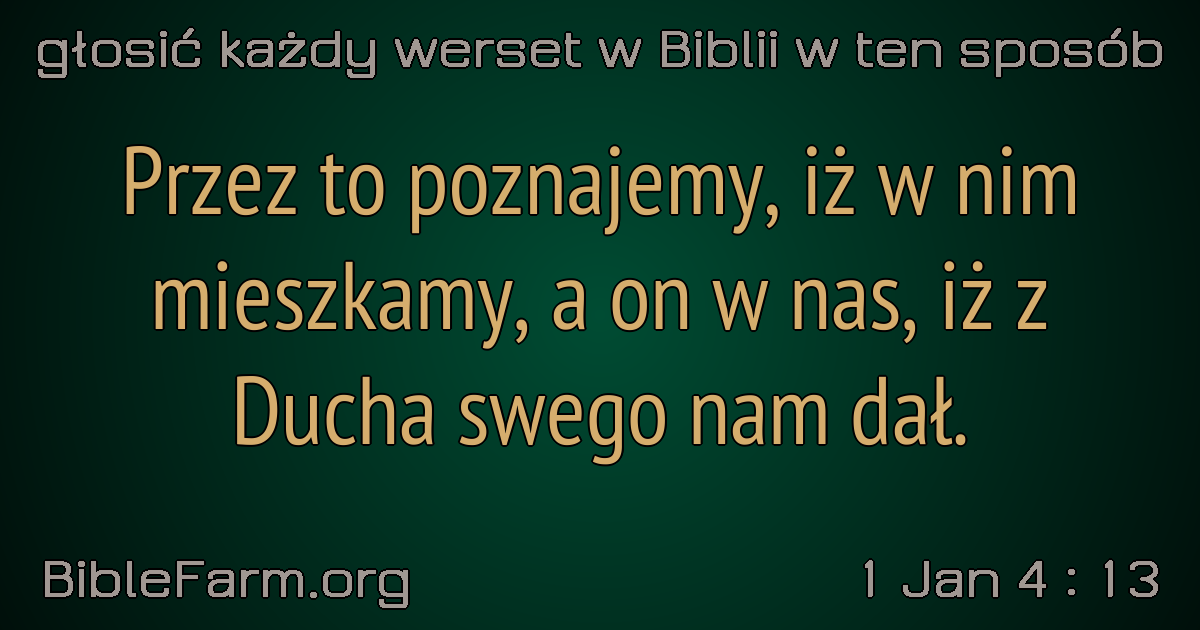 głosić każdy werset w Biblii w ten sposób
Przez to poznajemy, iż w nim
mieszkamy, a on w nas, iż z
Ducha swego nam dał.
BibleFarm.org
1 Jan 4 : 13